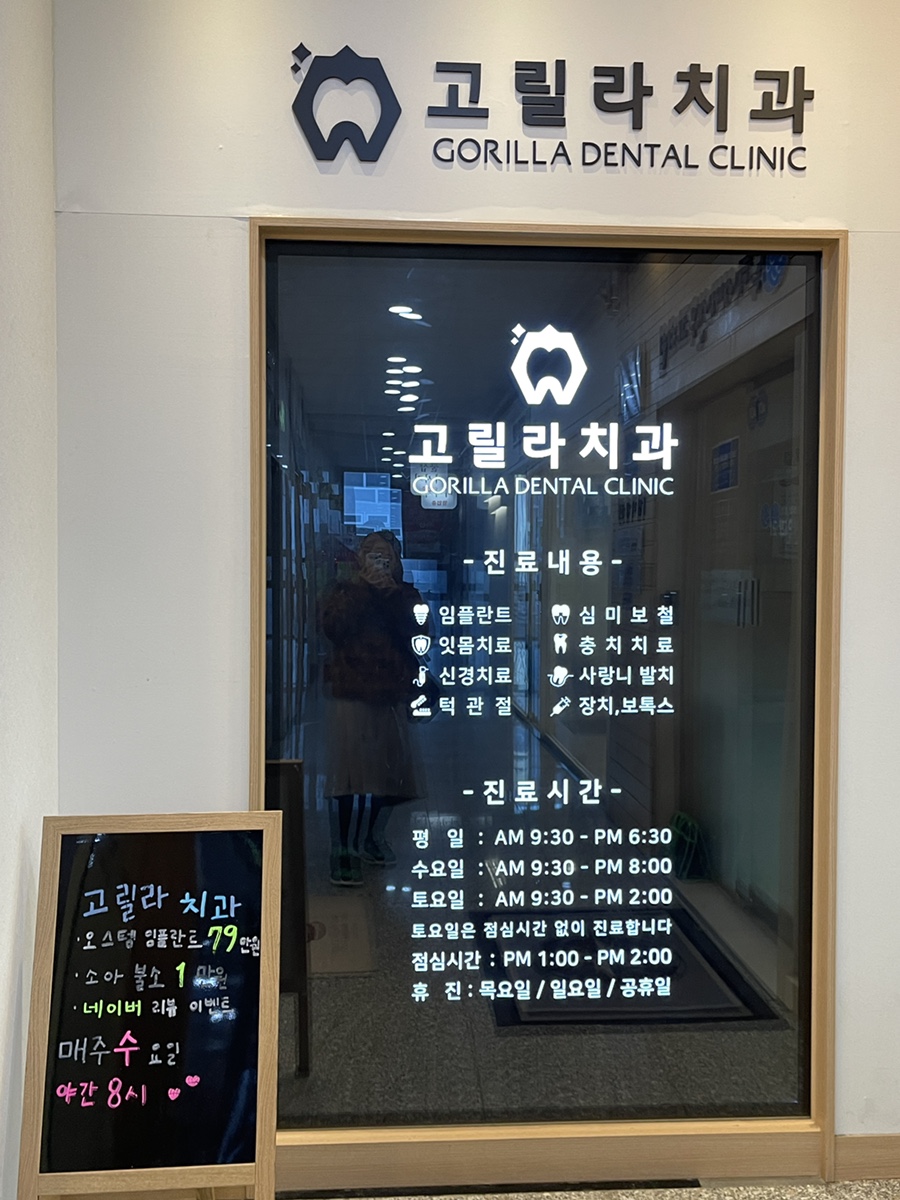 고릴라치과
GORILLA DENTAL CLINIC
고릴라치과
GORILLA DENTAL CLINIC
-진료내용-
임플란트 심미보철
잇몸치료 충치치료
신경치료 사랑니 발치
턱관절 장치,보톡스
-진료시간-
평 일 : AM 9:30 - PM 6:30
수요일 : AM 9:30 - PM 8:00
토요일 : AM 9:30 - PM 2:00
토요일은 점심시간 없이 진료합니다
점심시간 : PM 1:00 - PM 2:00
휴 진 : 목요일 / 일요일 / 공휴일
고릴라 치과
·오스템 임플란트 79만원
·소아 불소 1만원
·네이버 리뷰 이벤트
매주 수요일
야간 8시